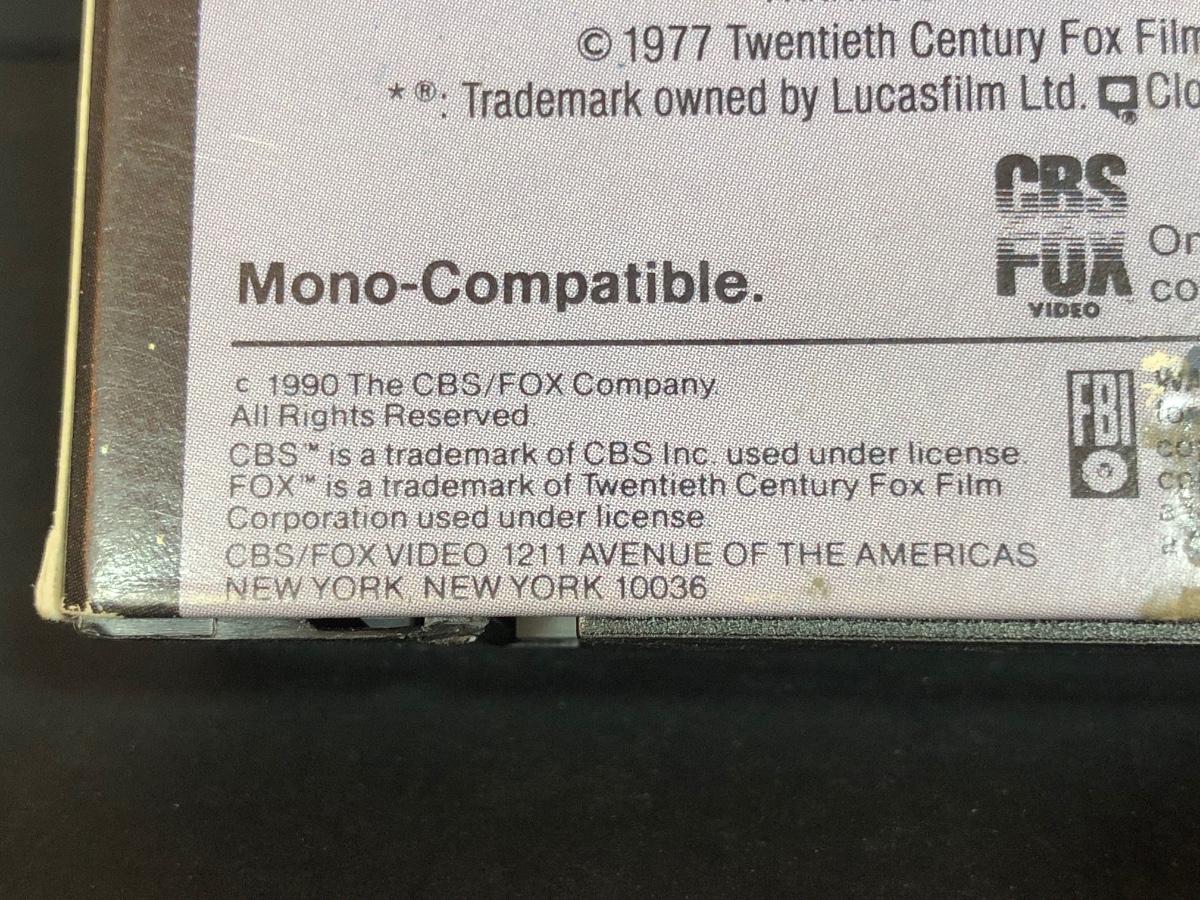 © 1977 Twentieth Century Fox Film
* ®: Trademark owned by Lucasfilm Ltd.
CBS
FOX
VIDEO
Mono-Compatible.
c 1990 The CBS/FOX Company.
All Rights Reserved.
CBS™ is a trademark of CBS Inc. used under license.
FOX™ is a trademark of Twentieth Century Fox Film
Corporation used under license
CBS/FOX VIDEO 1211 AVENUE OF THE AMERICAS
NEW YORK, NEW YORK 10036
FBI